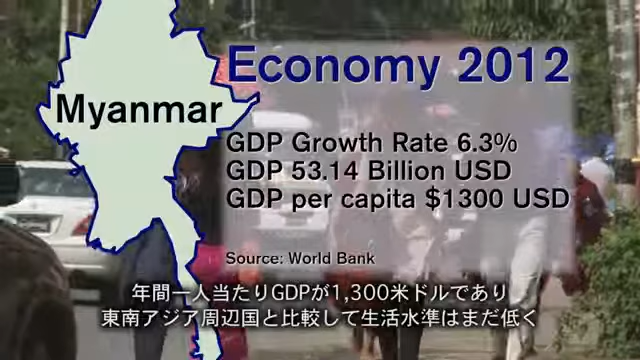 Economy 2012
Myanmar
GDP Growth Rate 6.3%
GDP 53.14 Billion USD
GDP per capita $1300 USD
Source: World Bank
年間一人当たりGDPが1,300米ドルであり
東南アジア周辺国と比較して生活水準はまだ低く